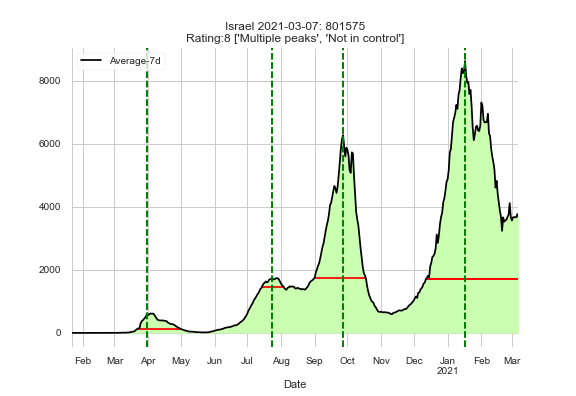 Israel 2021-03-07: 801575
Rating:8 ['Multiple peaks', 'Not in control']
Average-7d
8000
6000
4000
2000
0
Feb Mar Apr May Jun Jul Aug Sep Oct Nov Dec Jan Feb Mar
2021
Date